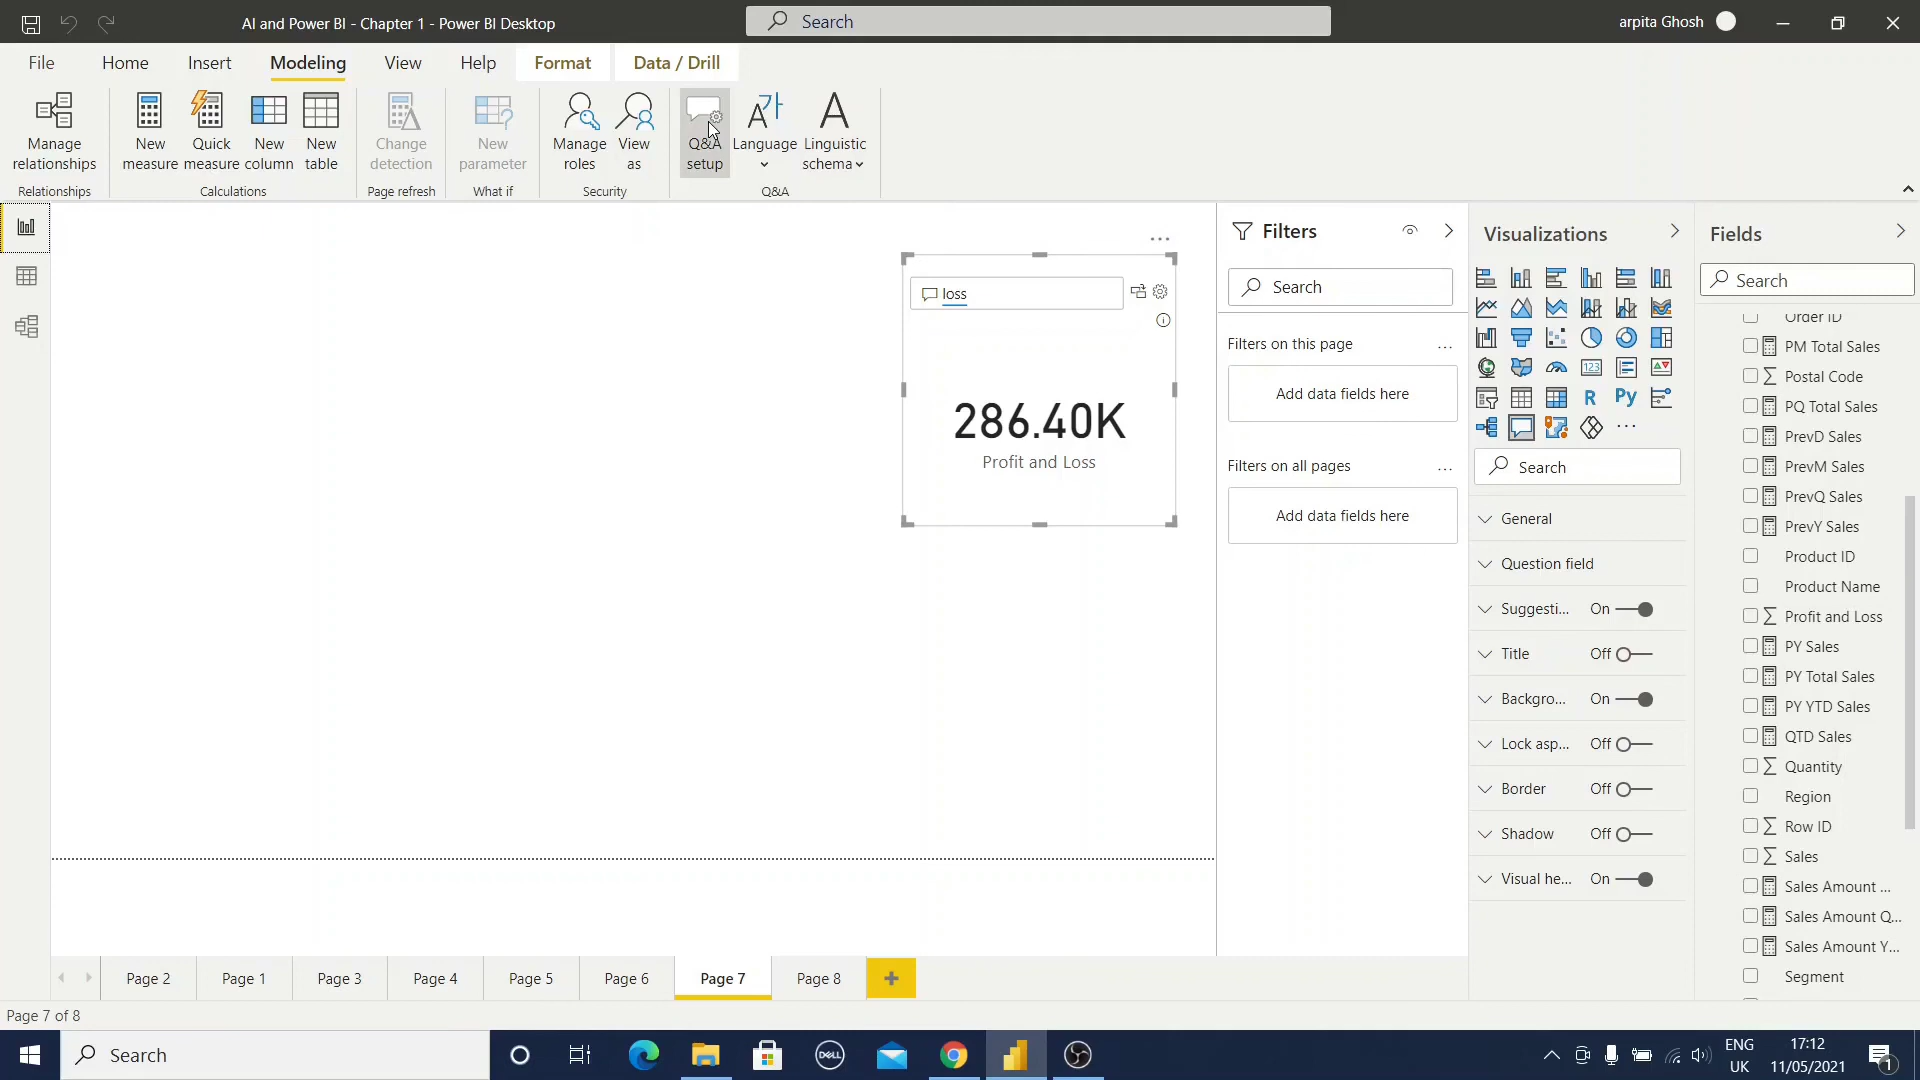 AI and Power BI - Chapter 1 - Power BI Desktop
Search
arpita Ghosh
File
Home
Insert
Modeling
View
Help
Format
Data / Drill
Manage
relationships
New
measure
Quick
measure
New
column
New
table
Change
detection
New
parameter
Manage
roles
View
as
Q&A
setup
Language
Linguistic
schema
Relationships
Calculations
Page refresh
What if
Security
Q&A
loss
286.40K
Profit and Loss
Filters
Search
Filters on this page
...
Add data fields here
Filters on all pages
...
Add data fields here
Visualizations
123
R
Py
Search
General
Question field
Suggesti... On
Title Off
Backgro... On
Lock asp... Off
Border Off
Shadow Off
Visual he... On
Fields
Search
Order ID
PM Total Sales
Postal Code
PQ Total Sales
PrevD Sales
PrevM Sales
PrevQ Sales
PrevY Sales
Product ID
Product Name
Profit and Loss
PY Sales
PY Total Sales
PY YTD Sales
QTD Sales
Quantity
Region
Row ID
Sales
Sales Amount ...
Sales Amount Q...
Sales Amount Y...
Segment
Page 2
Page 1
Page 3
Page 4
Page 5
Page 6
Page 7
Page 8
Page 7 of 8
Search
DELL
ENG
UK
17:12
11/05/2021
1